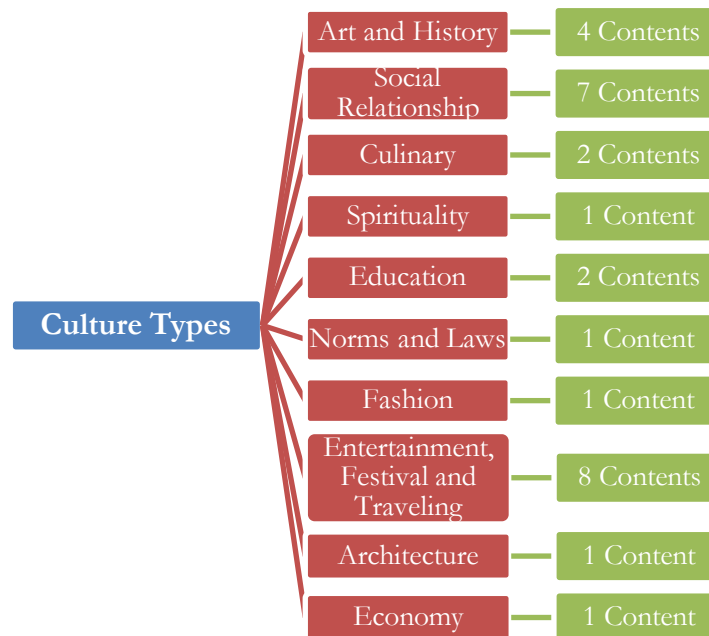 Art and History
4 Contents
Social
Relationship
7 Contents
Culinary
2 Contents
Spirituality
1 Content
Education
2 Contents
Culture Types
Norms and Laws
1 Content
Fashion
1 Content
Entertainment,
Festival and
Traveling
8 Contents
Architecture
1 Content
Economy
1 Content